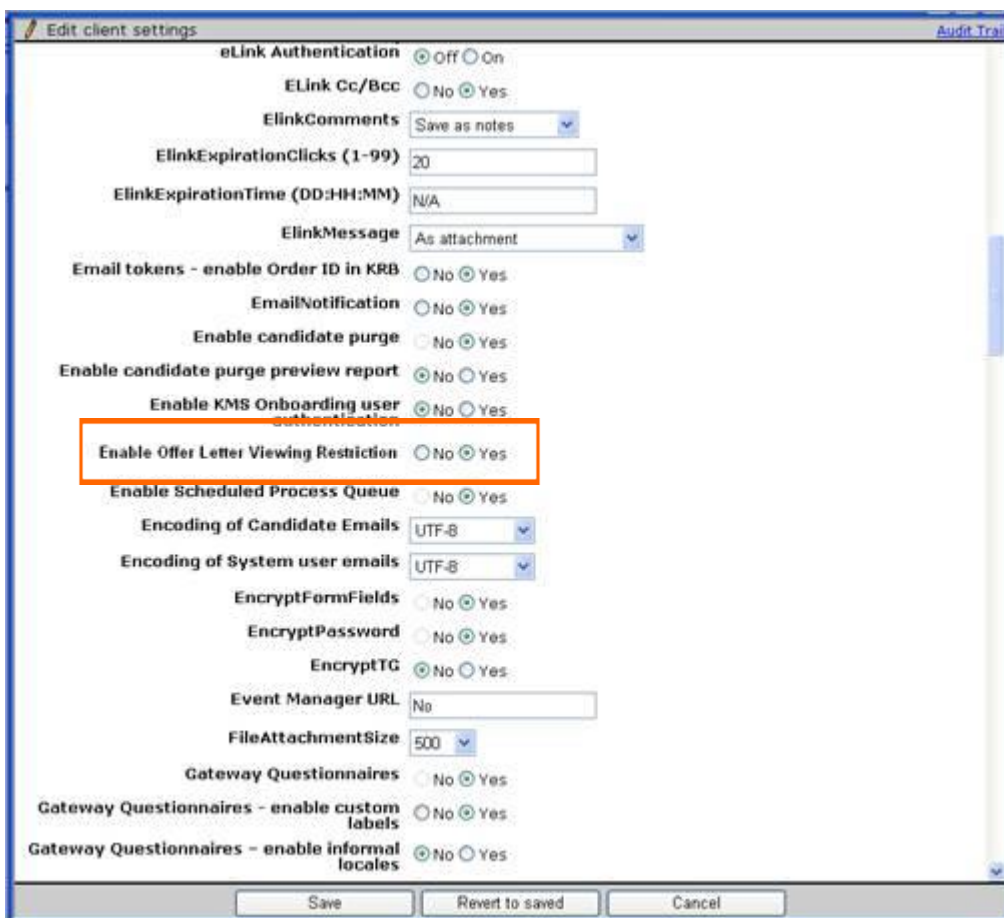 Edit client settings Audit Trai
eLink Authentication Off On
ELink Cc/Bcc No Yes
ElinkComments Save as notes
ElinkExpirationClicks (1-99) 20
ElinkExpirationTime (DD:HH:MM) N/A
ElinkMessage As attachment
Email tokens - enable Order ID in KRB No Yes
EmailNotification No Yes
Enable candidate purge No Yes
Enable candidate purge preview report No Yes
Enable KMS Onboarding user
authentication No Yes
Enable Offer Letter Viewing Restriction No Yes
Enable Scheduled Process Queue No Yes
Encoding of Candidate Emails UTF-8
Encoding of System user emails UTF-8
EncryptFormFields No Yes
EncryptPassword No Yes
EncryptTG No Yes
Event Manager URL No
FileAttachmentSize 500
Gateway Questionnaires No Yes
Gateway Questionnaires - enable custom
labels No Yes
Gateway Questionnaires - enable informal
locales No Yes
Save Revert to saved Cancel